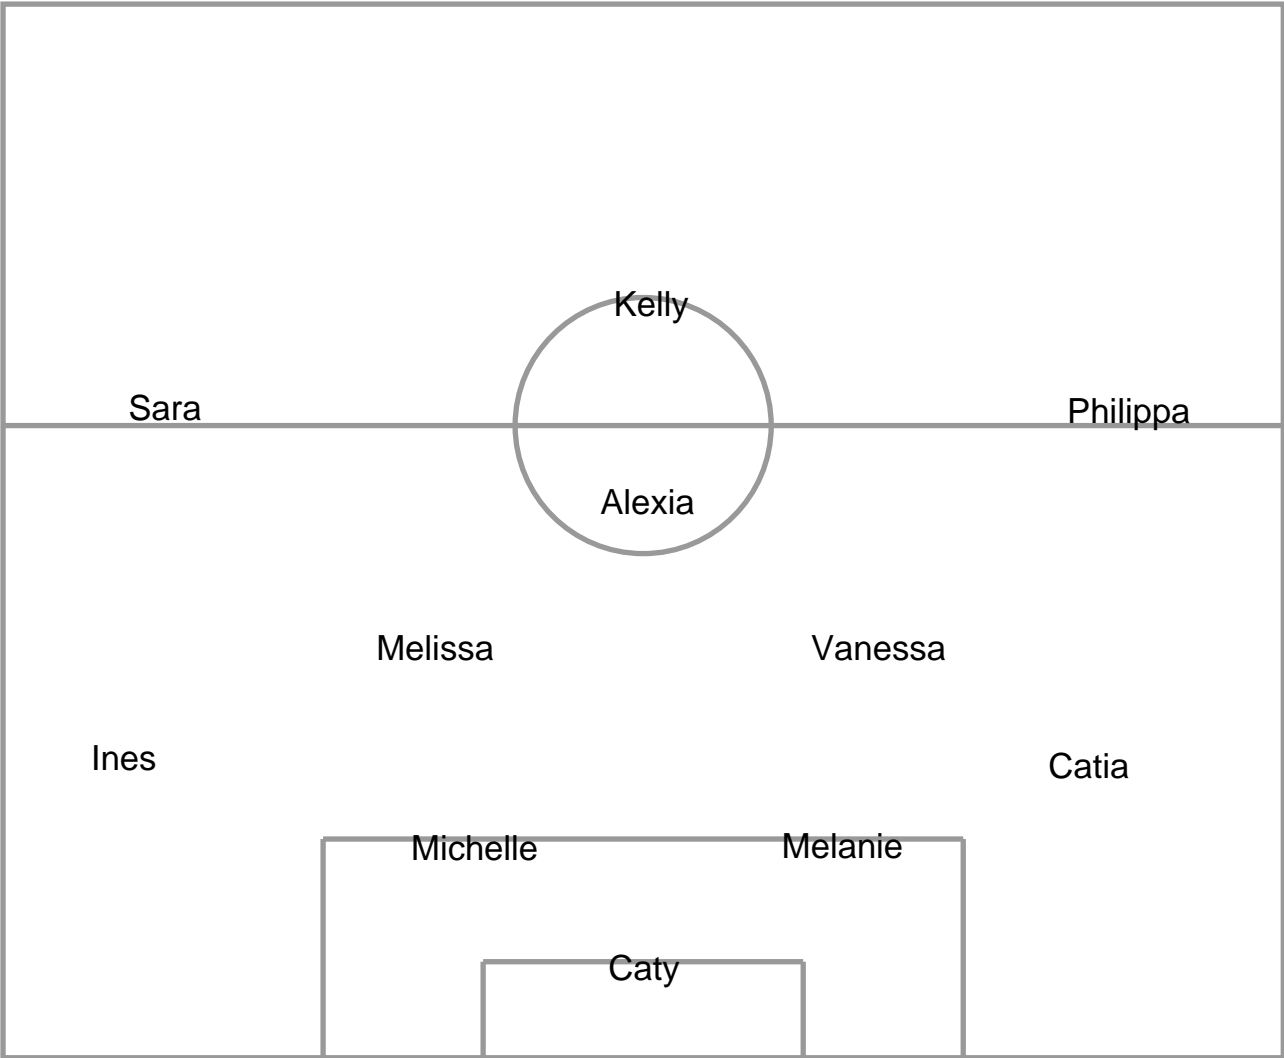 Kelly
Sara
Philippa
Alexia
Melissa
Vanessa
Ines
Catia
Michelle
Melanie
Caty